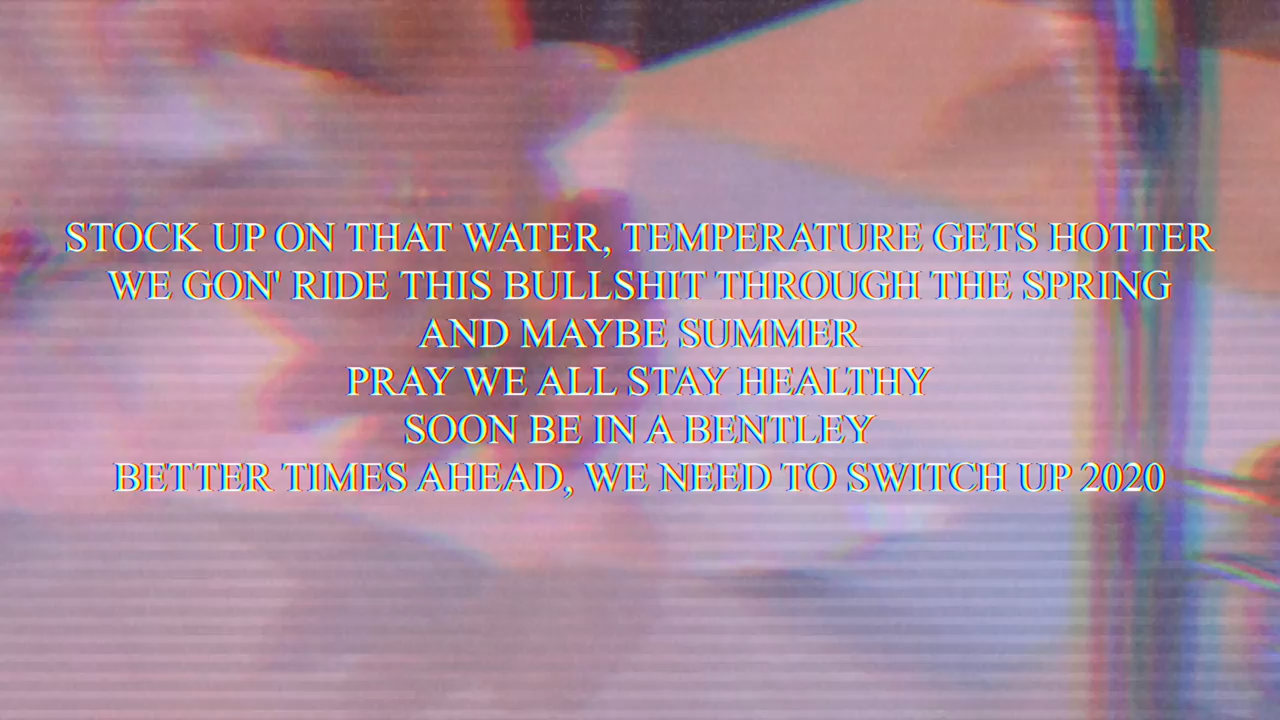 STOCK UP ON THAT WATER, TEMPERATURE GETS HOTTER
WE GON' RIDE THIS BULLSHIT THROUGH THE SPRING
AND MAYBE SUMMER
PRAY WE ALL STAY HEALTHY
SOON BE IN A BENTLEY
BETTER TIMES AHEAD, WE NEED TO SWITCH UP 2020